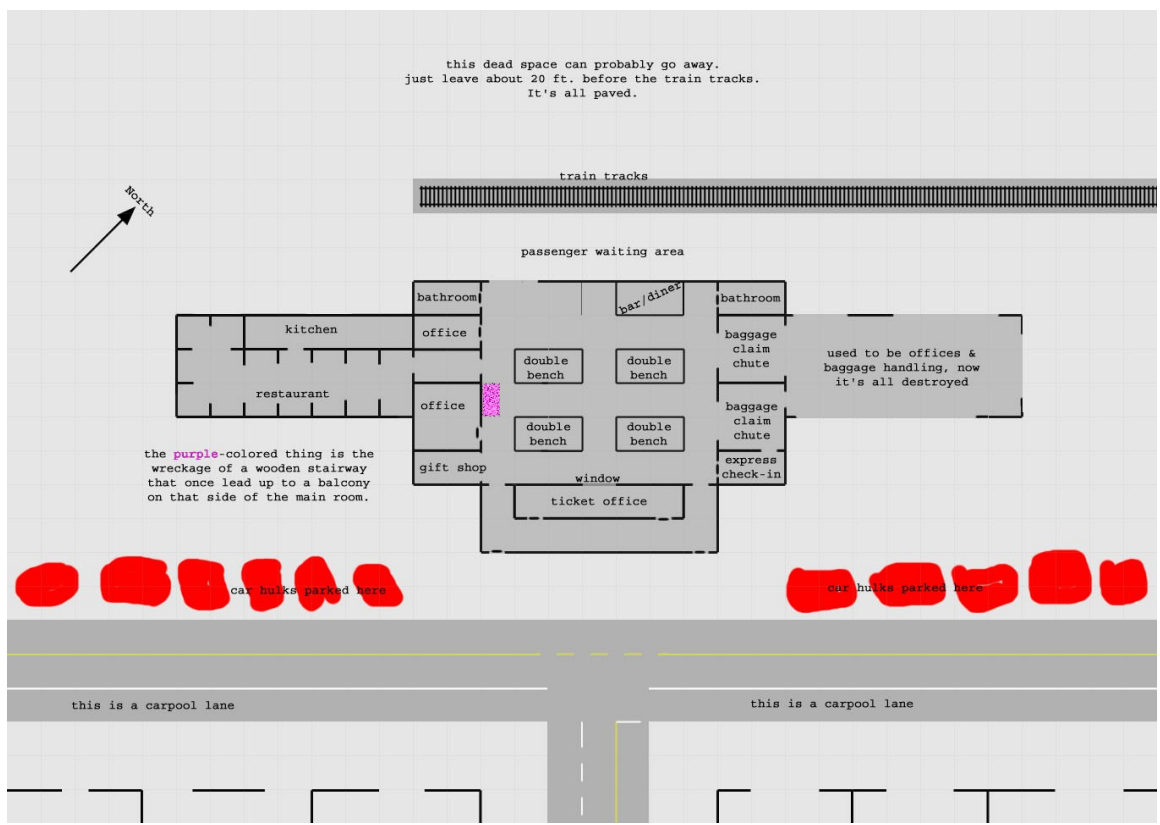 this dead space can probably go away.
just leave about 20 ft. before the train tracks.
It's all paved.
train tracks
North
passenger waiting area
bathroom
bar/diner
bathroom
kitchen
office
baggage
claim
chute
used to be offices &
baggage handling, now
it's all destroyed
double
bench
double
bench
restaurant
office
baggage
claim
chute
double
bench
double
bench
the purple-colored thing is the
wreckage of a wooden stairway
that once lead up to a balcony
on that side of the main room.
gift shop
express
check-in
window
ticket office
car hulks parked here
car hulks parked here
this is a carpool lane
this is a carpool lane